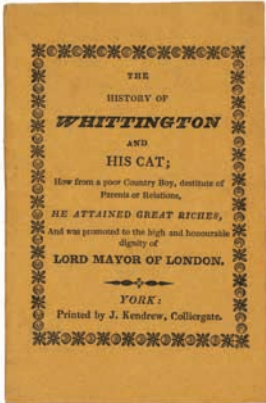 THE
HISTORY OF
WHITTINGTON
AND
HIS CAT;
How from a poor Country Boy, destitute of
Parents or Relations,
HE ATTAINED GREAT RICHES,
And was promoted to the high and honourable
dignity of
LORD MAYOR OF LONDON.
YORK:
Printed by J. Kendrew, Colliergate.